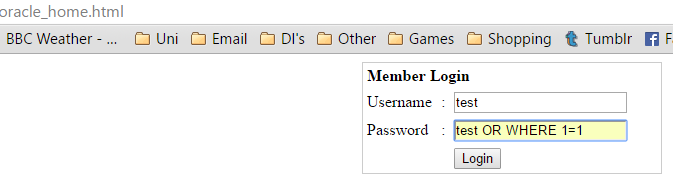 oracle_home.html
BBC Weather - ... Uni Email DI's Other Games Shopping Tumblr
Member Login
Username : test
Password : test OR WHERE 1=1
Login